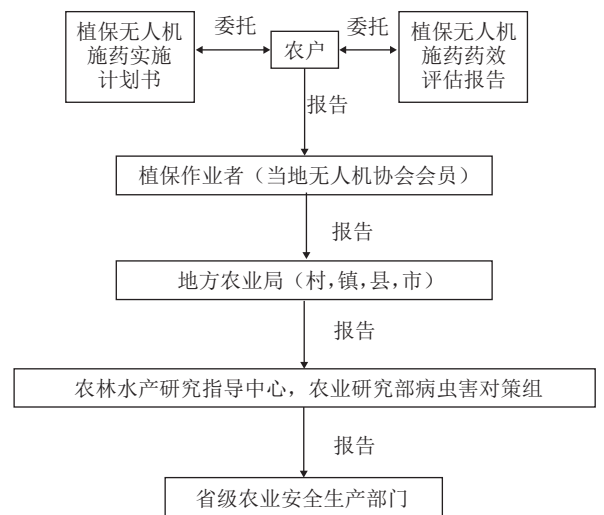 植保无人机
施药实施
计划书
委托
农户
委托
植保无人机
施药药效
评估报告
报告
植保作业者（当地无人机协会会员）
报告
地方农业局（村,镇,县,市）
报告
农林水产研究指导中心，农业研究部病虫害对策组
报告
省级农业安全生产部门